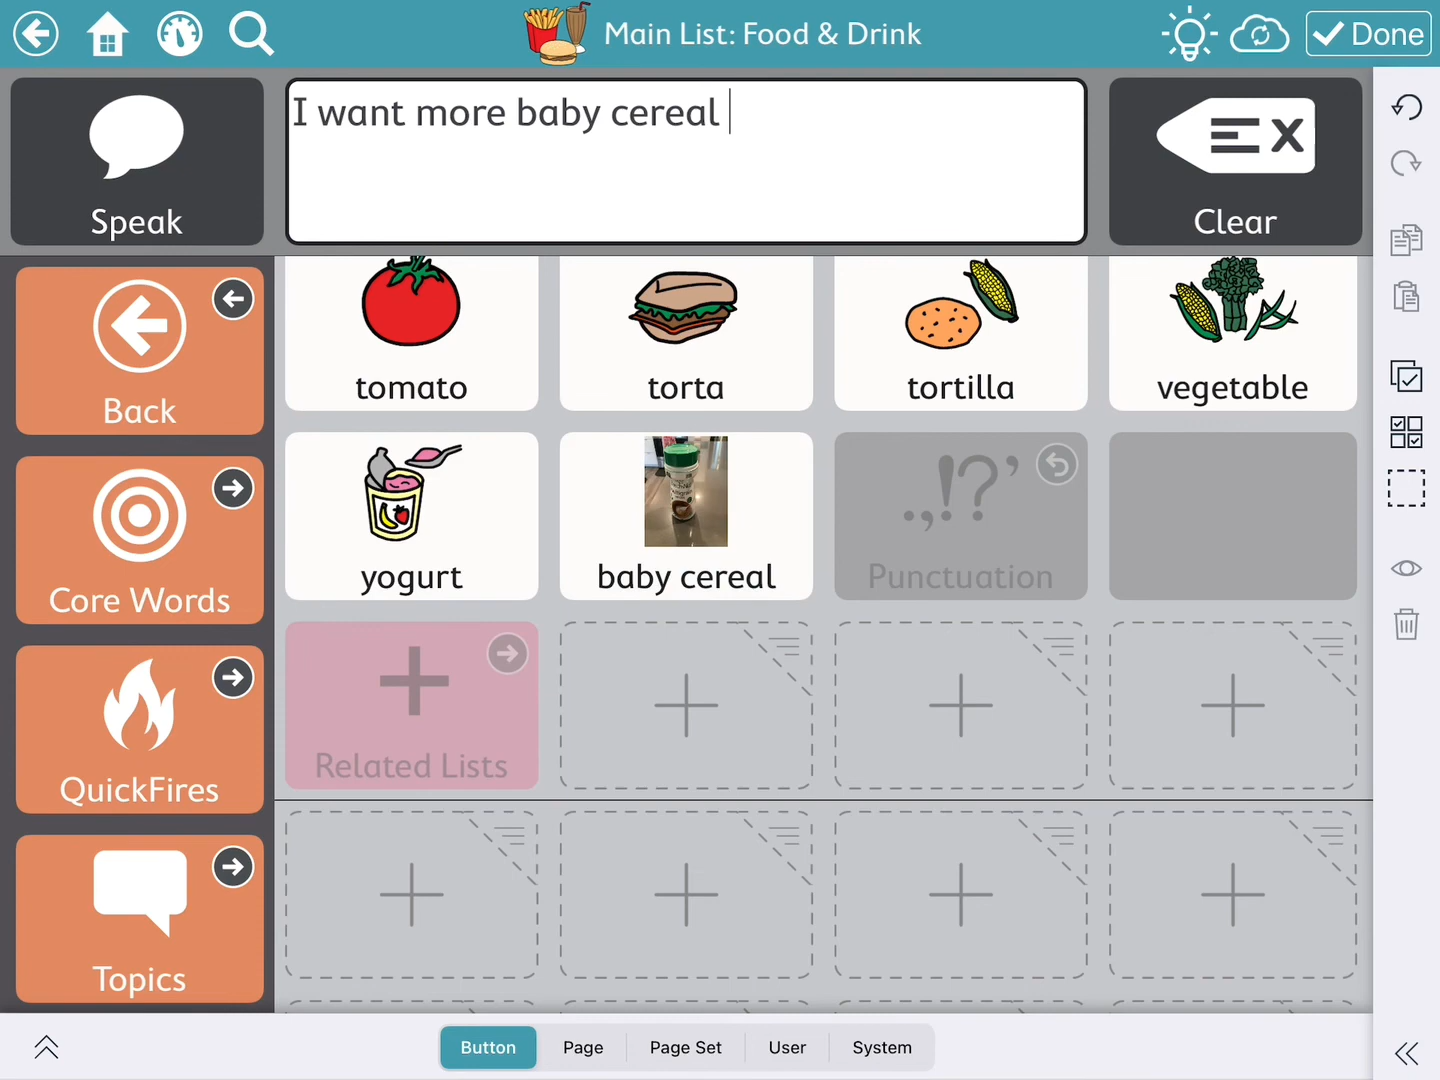 Main List: Food & Drink
Done
Speak
I want more baby cereal
Clear
Back
tomato
torta
tortilla
vegetable
Core Words
yogurt
baby cereal
.,!?’
Punctuation
QuickFires
Related Lists
Topics
Button
Page
Page Set
User
System